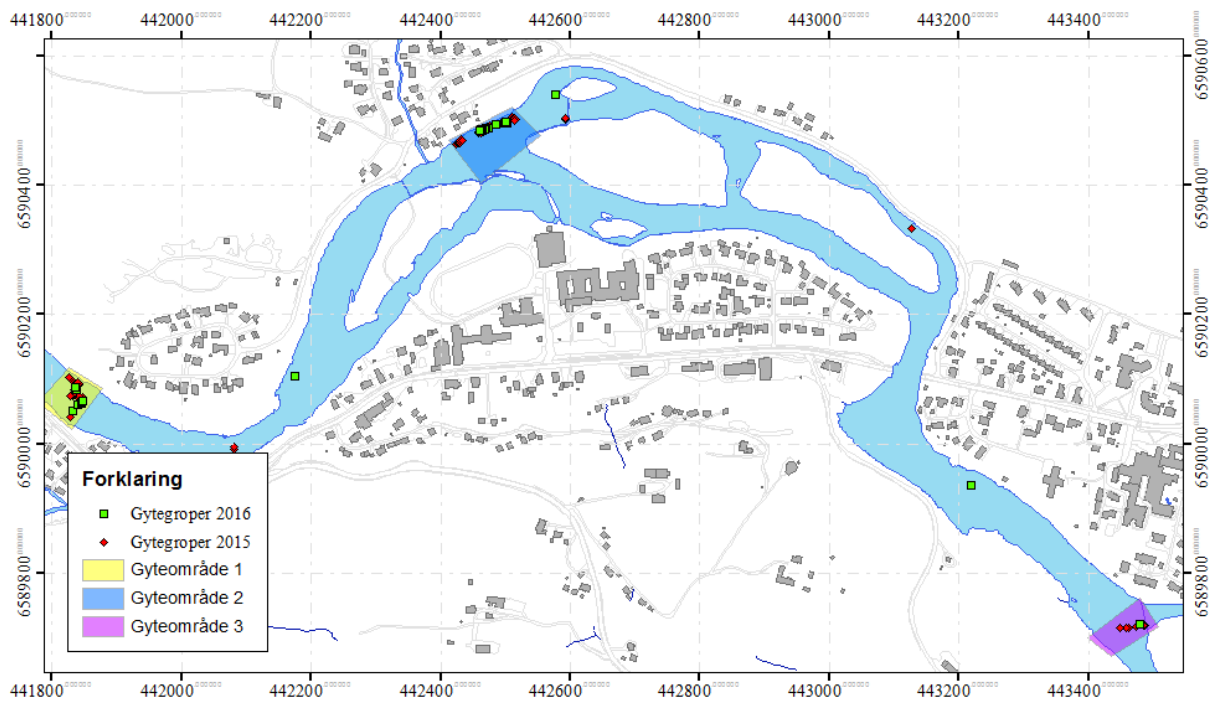 441800 442000 442200 442400 442600 442800 443000 443200 443400
6590600 6590600
6590400 6590400
6590200 6590200
6590000 6590000
6589800 6589800
Forklaring
Gytegroper 2016
Gytegroper 2015
Gyteområde 1
Gyteområde 2
Gyteområde 3
441800 442000 442200 442400 442600 442800 443000 443200 443400